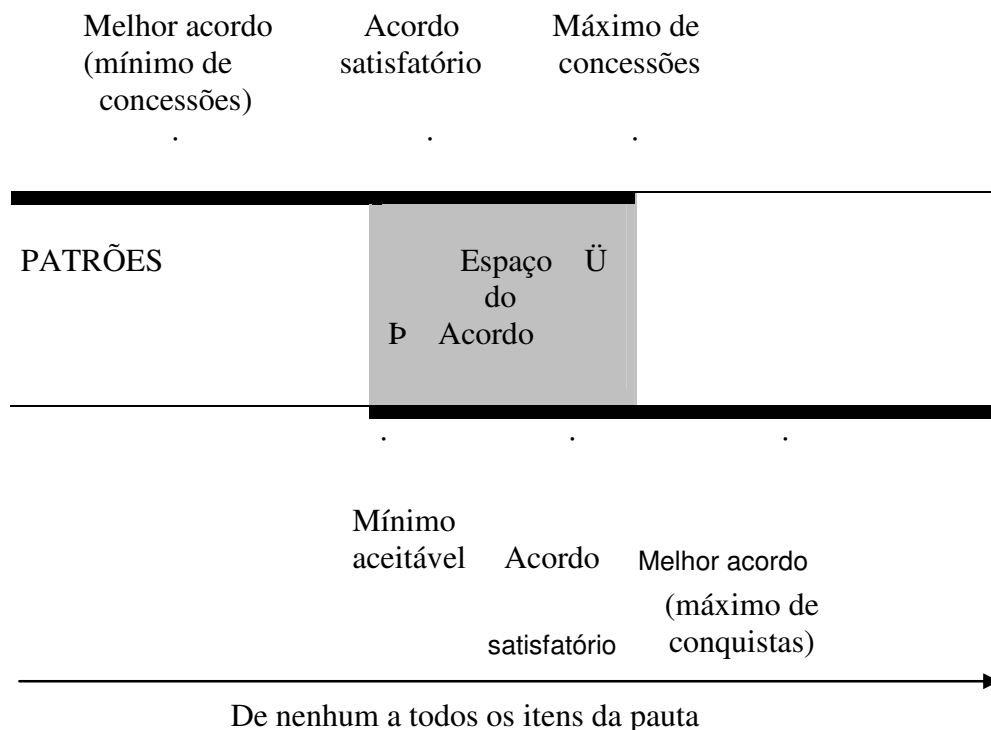 Melhor acordo
(mínimo de
concessões)
Acordo
satisfatório
Máximo de
concessões
PATRÕES
Espaço Ü
do
Þ Acordo
Mínimo
aceitável
Acordo
satisfatório
Melhor acordo
(máximo de
conquistas)
De nenhum a todos os itens da pauta